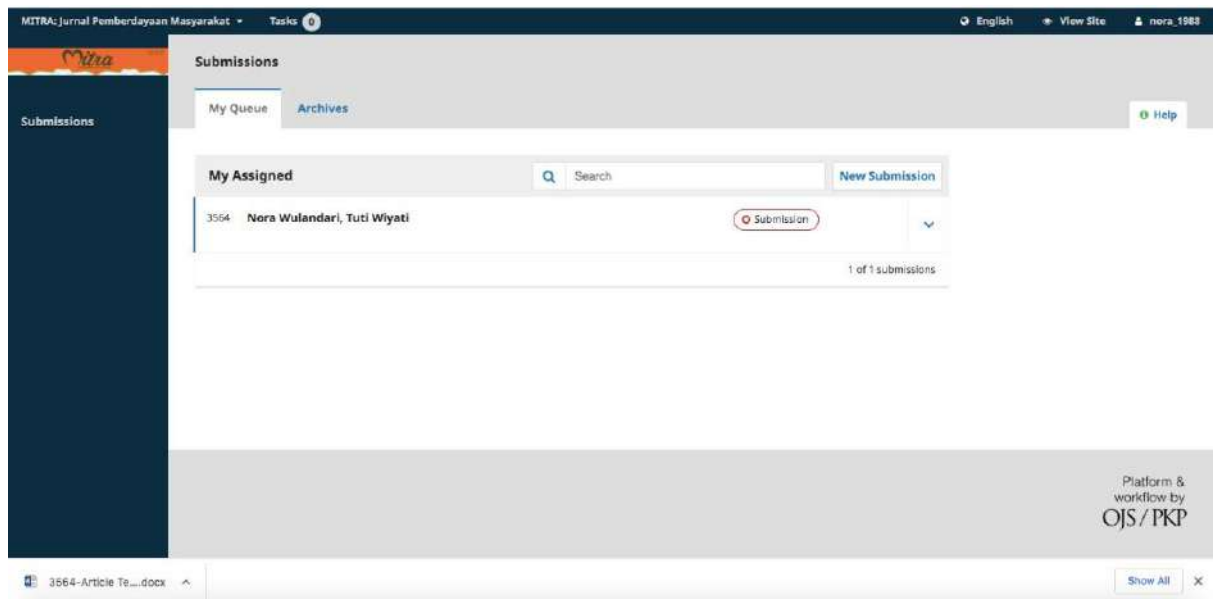 MITRA: Jurnal Pemberdayaan Masyarakat Tasks 0 English View Site nora_1988
Mitra
Submissions
Submissions
My Queue Archives
Help
My Assigned Search New Submission
3564 Nora Wulandari, Tuti Wiyati Submission
1 of 1 submissions
Platform &
workflow by
OJS / PKP
3564-Article Te....docx Show All